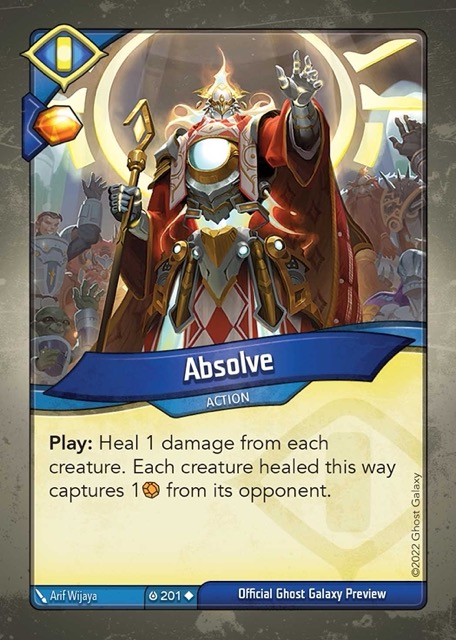 Absolve
ACTION
Play: Heal 1 damage from each
creature. Each creature healed this way
captures 1 from its opponent.
©2022 Ghost Galaxy
Arif Wijaya
201
Official Ghost Galaxy Preview